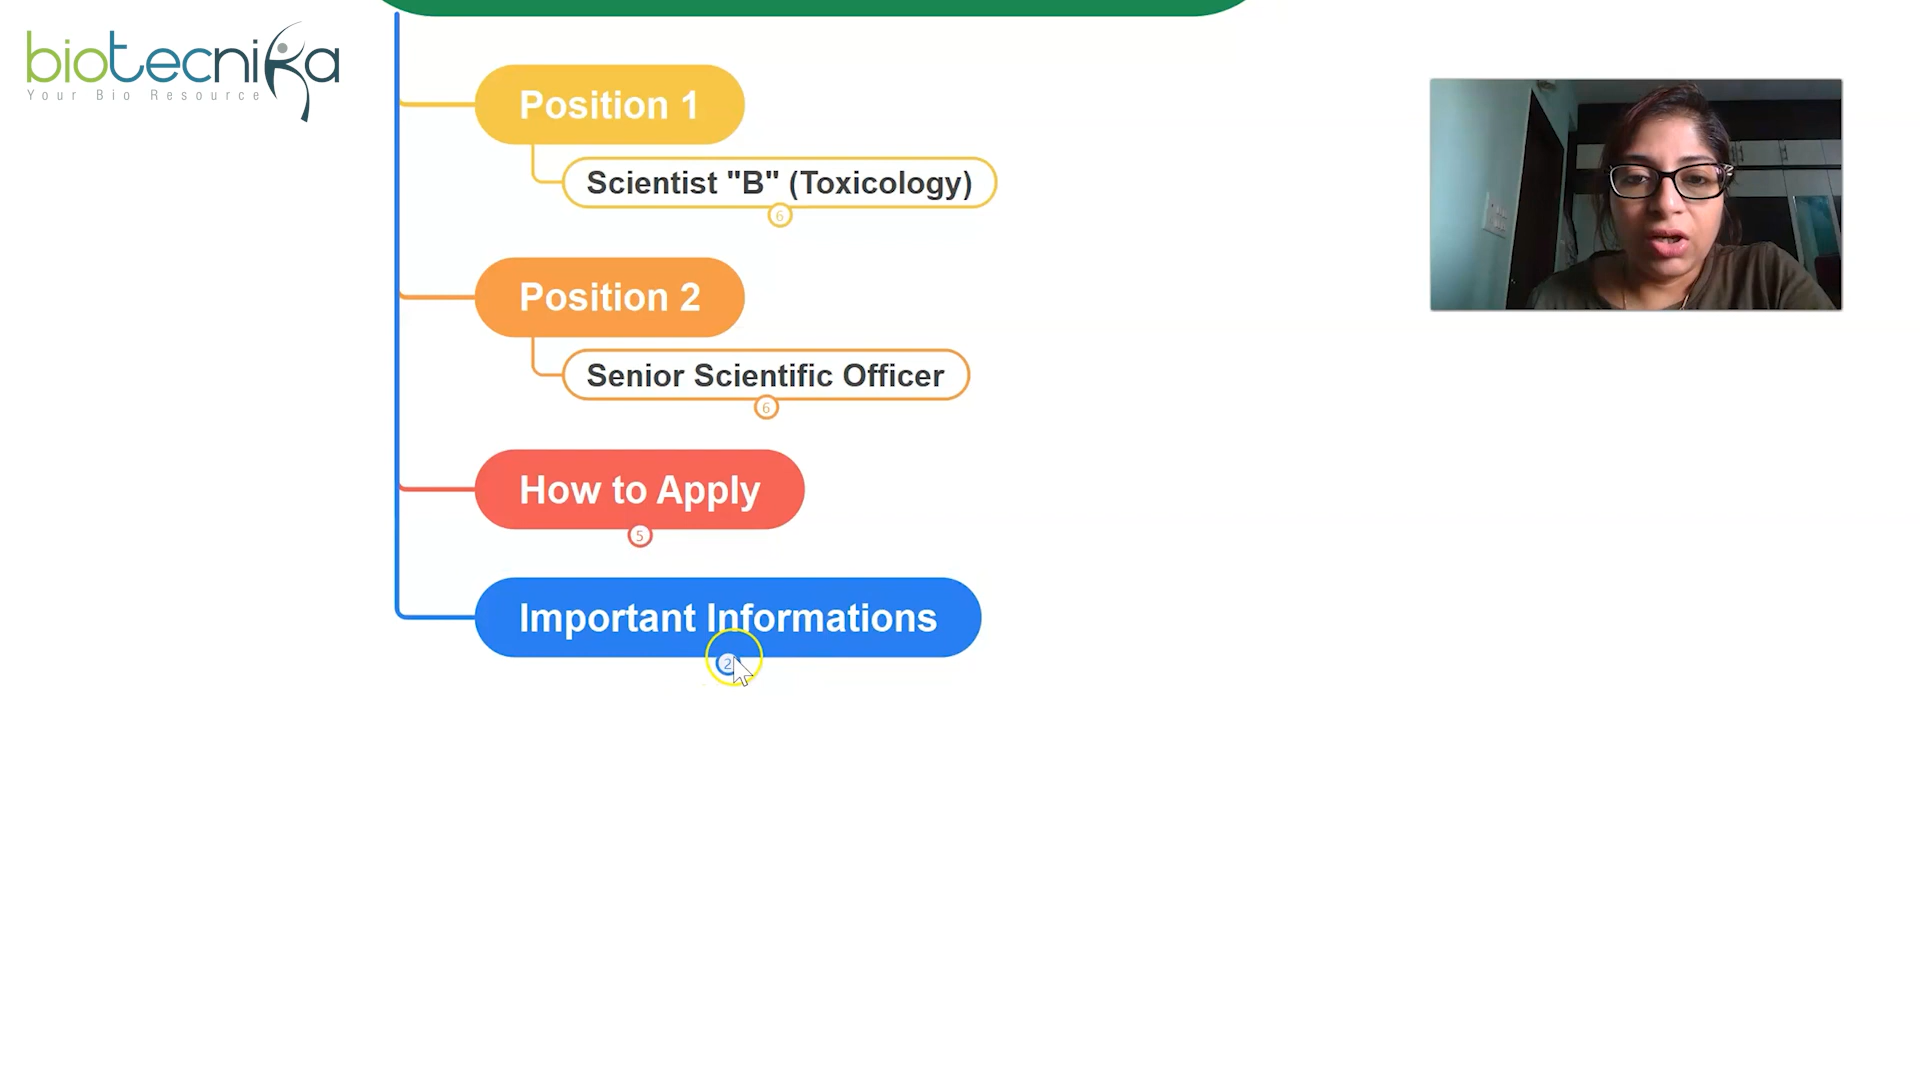 biotecnika
Your Bio Resource
Position 1
Scientist "B" (Toxicology)
6
Position 2
Senior Scientific Officer
6
How to Apply
5
Important Informations
2